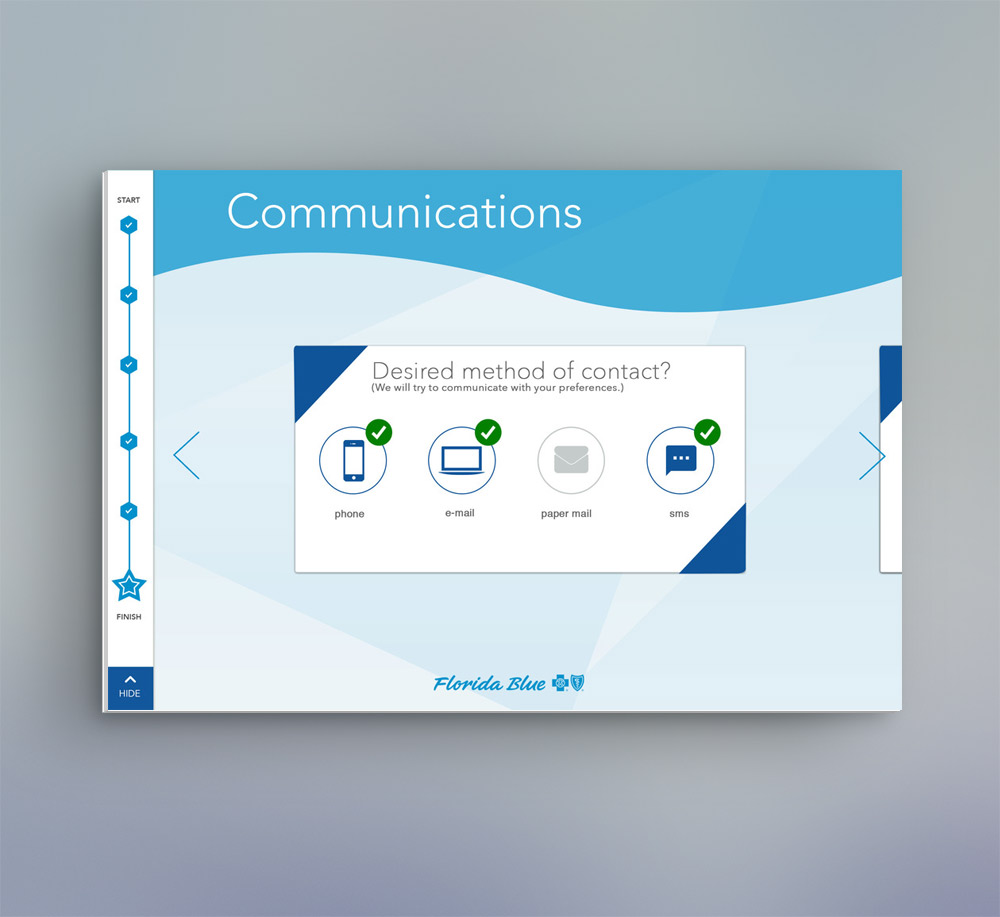 START
Communications
Desired method of contact?
(We will try to communicate with your preferences.)
phone
e-mail
paper mail
sms
FINISH
HIDE
Florida Blue